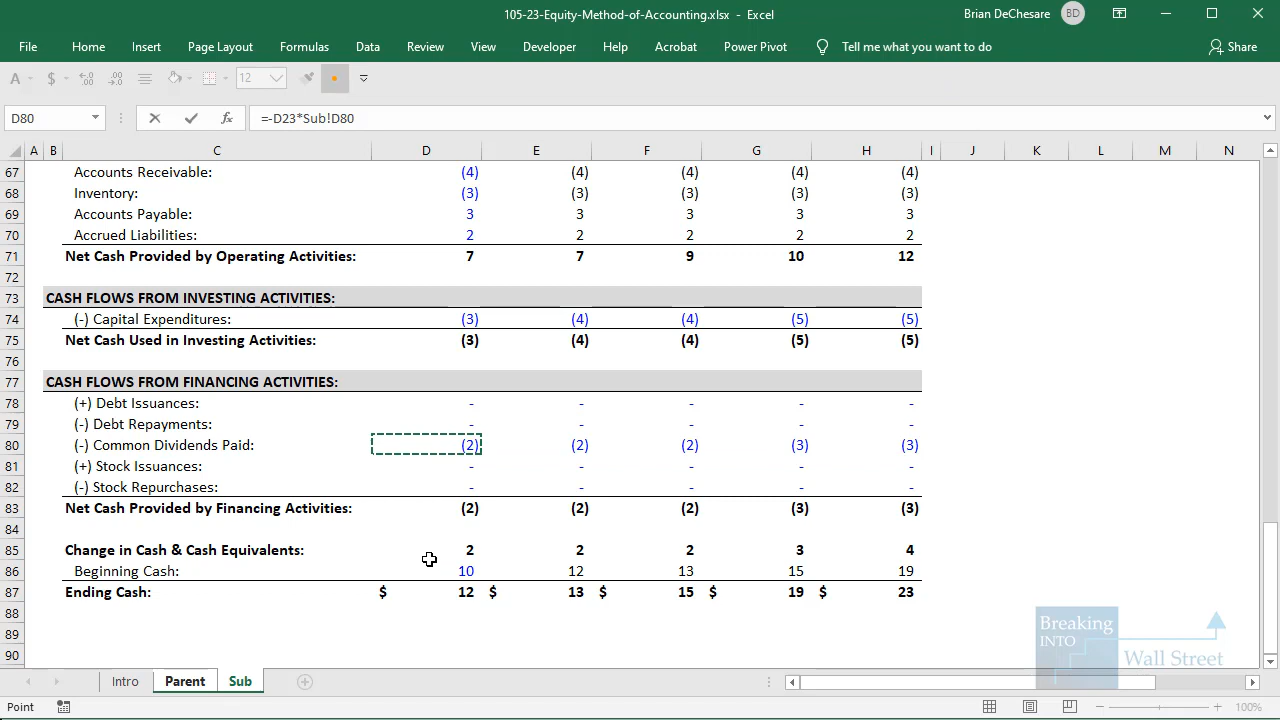 105-23-Equity-Method-of-Accounting.xlsx - Excel
Brian DeChesare BD
File Home Insert Page Layout Formulas Data Review View Developer Help Acrobat Power Pivot Tell me what you want to do Share
A $ 12
D80 fx =-D23*Sub!D80
A B C D E F G H I J K L M N
67 Accounts Receivable: (4) (4) (4) (4) (4)
68 Inventory: (3) (3) (3) (3) (3)
69 Accounts Payable: 3 3 3 3 3
70 Accrued Liabilities: 2 2 2 2 2
71 Net Cash Provided by Operating Activities: 7 7 9 10 12
72
73 CASH FLOWS FROM INVESTING ACTIVITIES:
74 (-) Capital Expenditures: (3) (4) (4) (5) (5)
75 Net Cash Used in Investing Activities: (3) (4) (4) (5) (5)
76
77 CASH FLOWS FROM FINANCING ACTIVITIES:
78 (+) Debt Issuances: - - - - -
79 (-) Debt Repayments: - - - - -
80 (-) Common Dividends Paid: (2) (2) (2) (3) (3)
81 (+) Stock Issuances: - - - - -
82 (-) Stock Repurchases: - - - - -
83 Net Cash Provided by Financing Activities: (2) (2) (2) (3) (3)
84
85 Change in Cash & Cash Equivalents: 2 2 2 3 4
86 Beginning Cash: 10 12 13 15 19
87 Ending Cash: $ 12 $ 13 $ 15 $ 19 $ 23
88
89
90
Breaking
INTO
Wall Street
Intro Parent Sub
Point 100%